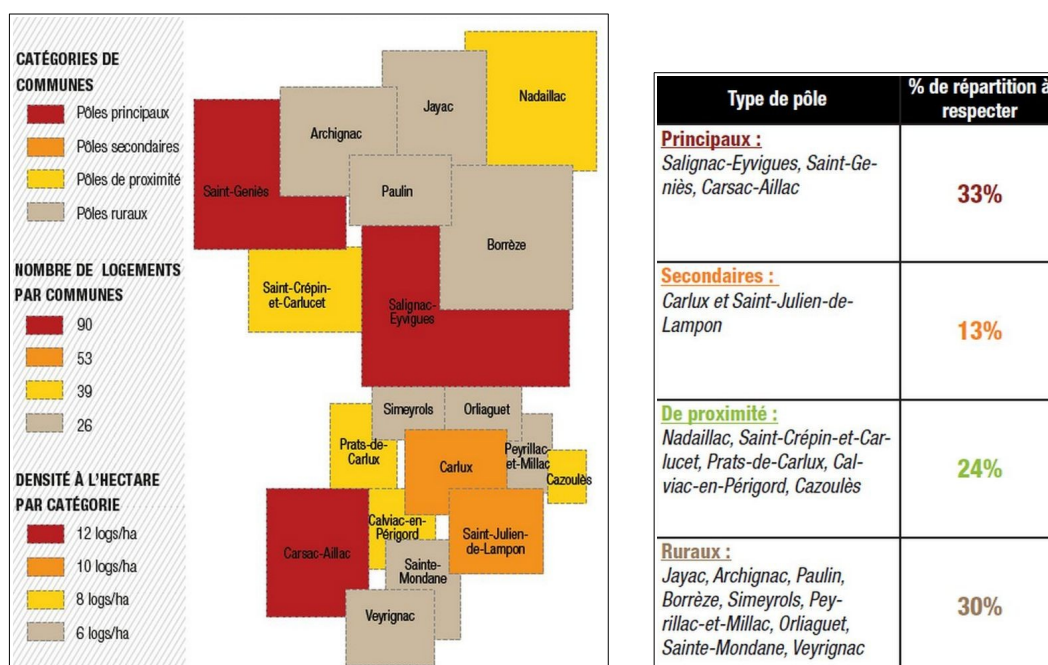 CATÉGORIES DE
COMMUNES
Pôles principaux
Pôles secondaires
Pôles de proximité
Pôles ruraux
NOMBRE DE LOGEMENTS
PAR COMMUNES
90
53
39
26
DENSITÉ À L'HECTARE
PAR CATÉGORIE
12 logs/ha
10 logs/ha
8 logs/ha
6 logs/ha
Nadaillac
Jayac
Archignac
Saint-Geniès
Paulin
Borrèze
Saint-Crépin-
et-Carlucet
Salignac-
Eyvigues
Simeyrols
Orliaguet
Prats-de-
Carlux
Carlux
Peyrillac-
et-Millac
Cazoulès
Calviac-en-
Périgord
Carsac-Aillac
Saint-Julien-
de-Lampon
Sainte-
Mondane
Veyrignac
Type de pôle
% de répartition à
respecter
Principaux :
Salignac-Eyvigues, Saint-Ge-
niès, Carsac-Aillac
33%
Secondaires :
Carlux et Saint-Julien-de-
Lampon
13%
De proximité :
Nadaillac, Saint-Crépin-et-Car-
lucet, Prats-de-Carlux, Cal-
viac-en-Périgord, Cazoulès
24%
Ruraux :
Jayac, Archignac, Paulin,
Borrèze, Simeyrols, Pey-
rillac-et-Millac, Orliaguet,
Sainte-Mondane, Veyrignac
30%